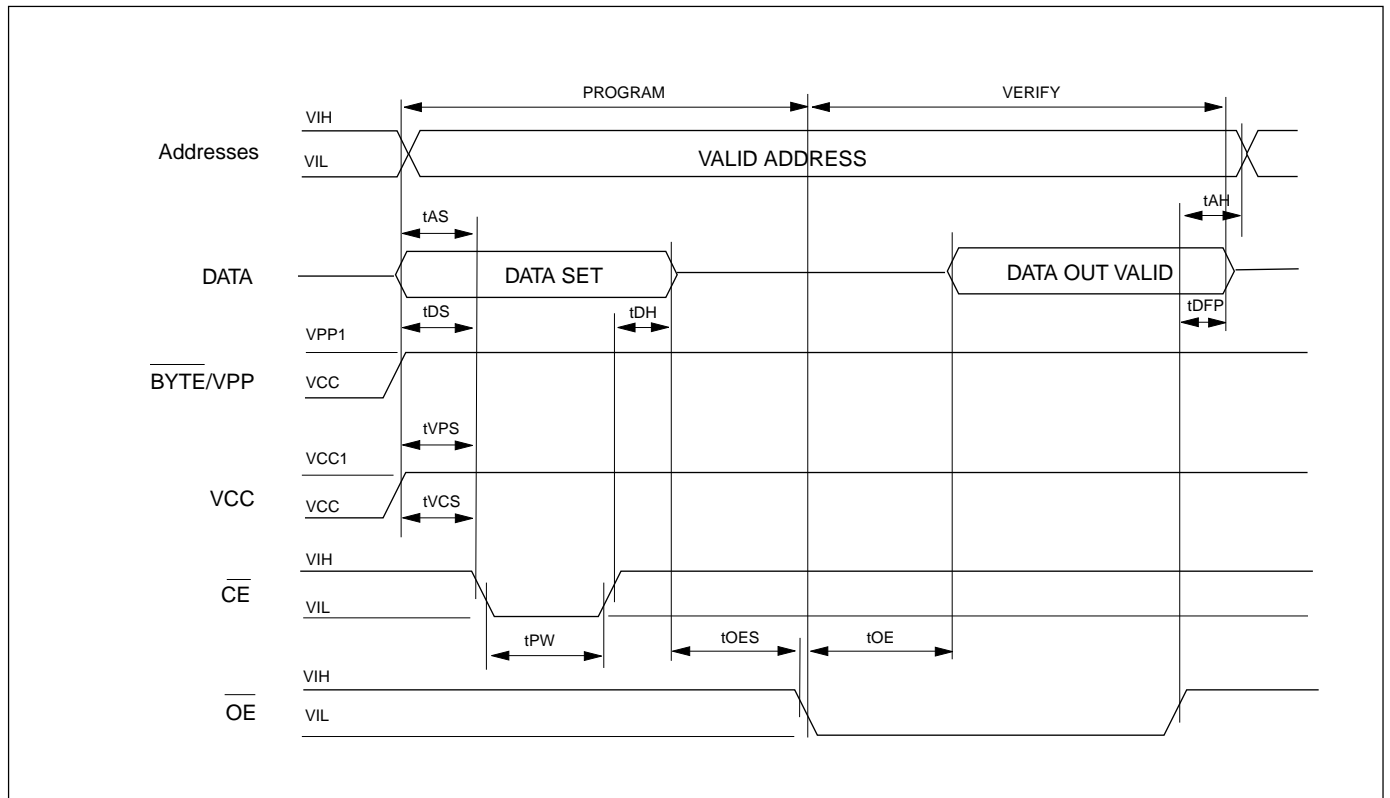 PROGRAM VERIFY
VIH
Addresses
VIL
VALID ADDRESS
tAS
tAH
DATA
DATA SET
DATA OUT VALID
tDS
tDH
tDFP
VPP1
BYTE/VPP
VCC
tVPS
VCC1
VCC
VCC
tVCS
VIH
CE
VIL
tPW
tOES
tOE
VIH
OE
VIL